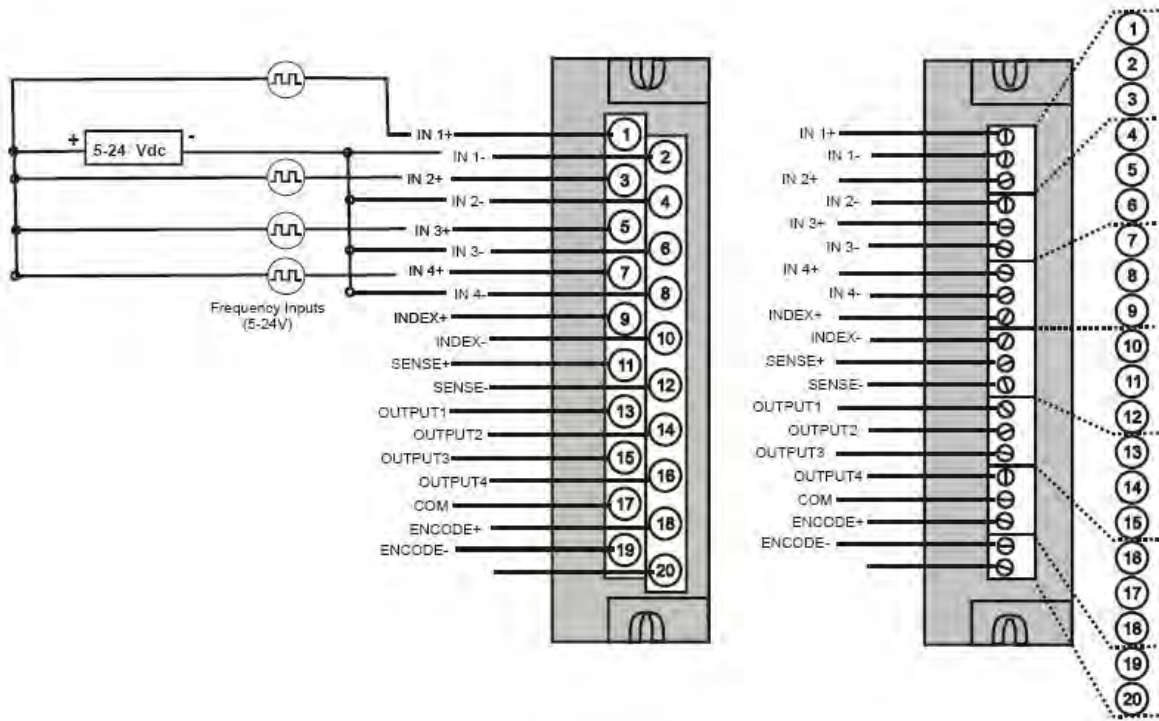 +
5-24 Vdc
-
Frequency Inputs
(5-24V)
IN 1+
IN 1-
IN 2+
IN 2-
IN 3+
IN 3-
IN 4+
IN 4-
INDEX+
INDEX-
SENSE+
SENSE-
OUTPUT1
OUTPUT2
OUTPUT3
OUTPUT4
COM
ENCODE+
ENCODE-
1
2
3
4
5
6
7
8
9
10
11
12
13
14
15
16
17
18
19
20
IN 1+
IN 1-
IN 2+
IN 2-
IN 3+
IN 3-
IN 4+
IN 4-
INDEX+
INDEX-
SENSE+
SENSE-
OUTPUT1
OUTPUT2
OUTPUT3
OUTPUT4
COM
ENCODE+
ENCODE-
1
2
3
4
5
6
7
8
9
10
11
12
13
14
15
16
17
18
19
20